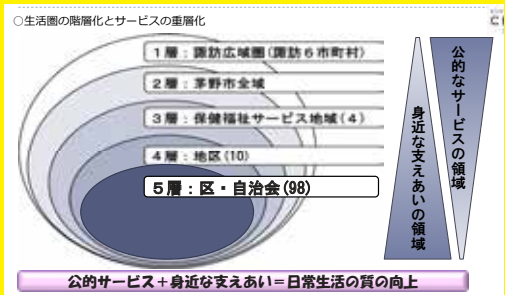 ○生活圏の階層化とサービスの重層化
1層:諏訪広域圏(諏訪6市町村)
2層:茅野市全域
3層:保健福祉サービス地域(4)
4層:地区(10)
5層:区・自治会(98)
身近な支えあいの領域
公的なサービスの領域
公的サービス+身近な支えあい=日常生活の質の向上